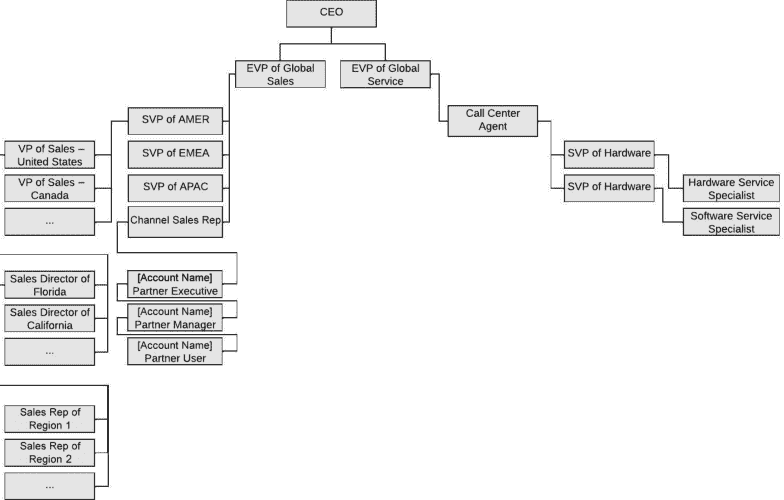 CEO
EVP of Global
Sales
EVP of Global
Service
SVP of AMER
SVP of EMEA
SVP of APAC
Channel Sales Rep
VP of Sales –
United States
VP of Sales –
Canada
...
Call Center
Agent
SVP of Hardware
SVP of Hardware
Hardware Service
Specialist
Software Service
Specialist
[Account Name]
Partner Executive
[Account Name]
Partner Manager
[Account Name]
Partner User
Sales Director of
Florida
Sales Director of
California
...
Sales Rep of
Region 1
Sales Rep of
Region 2
...